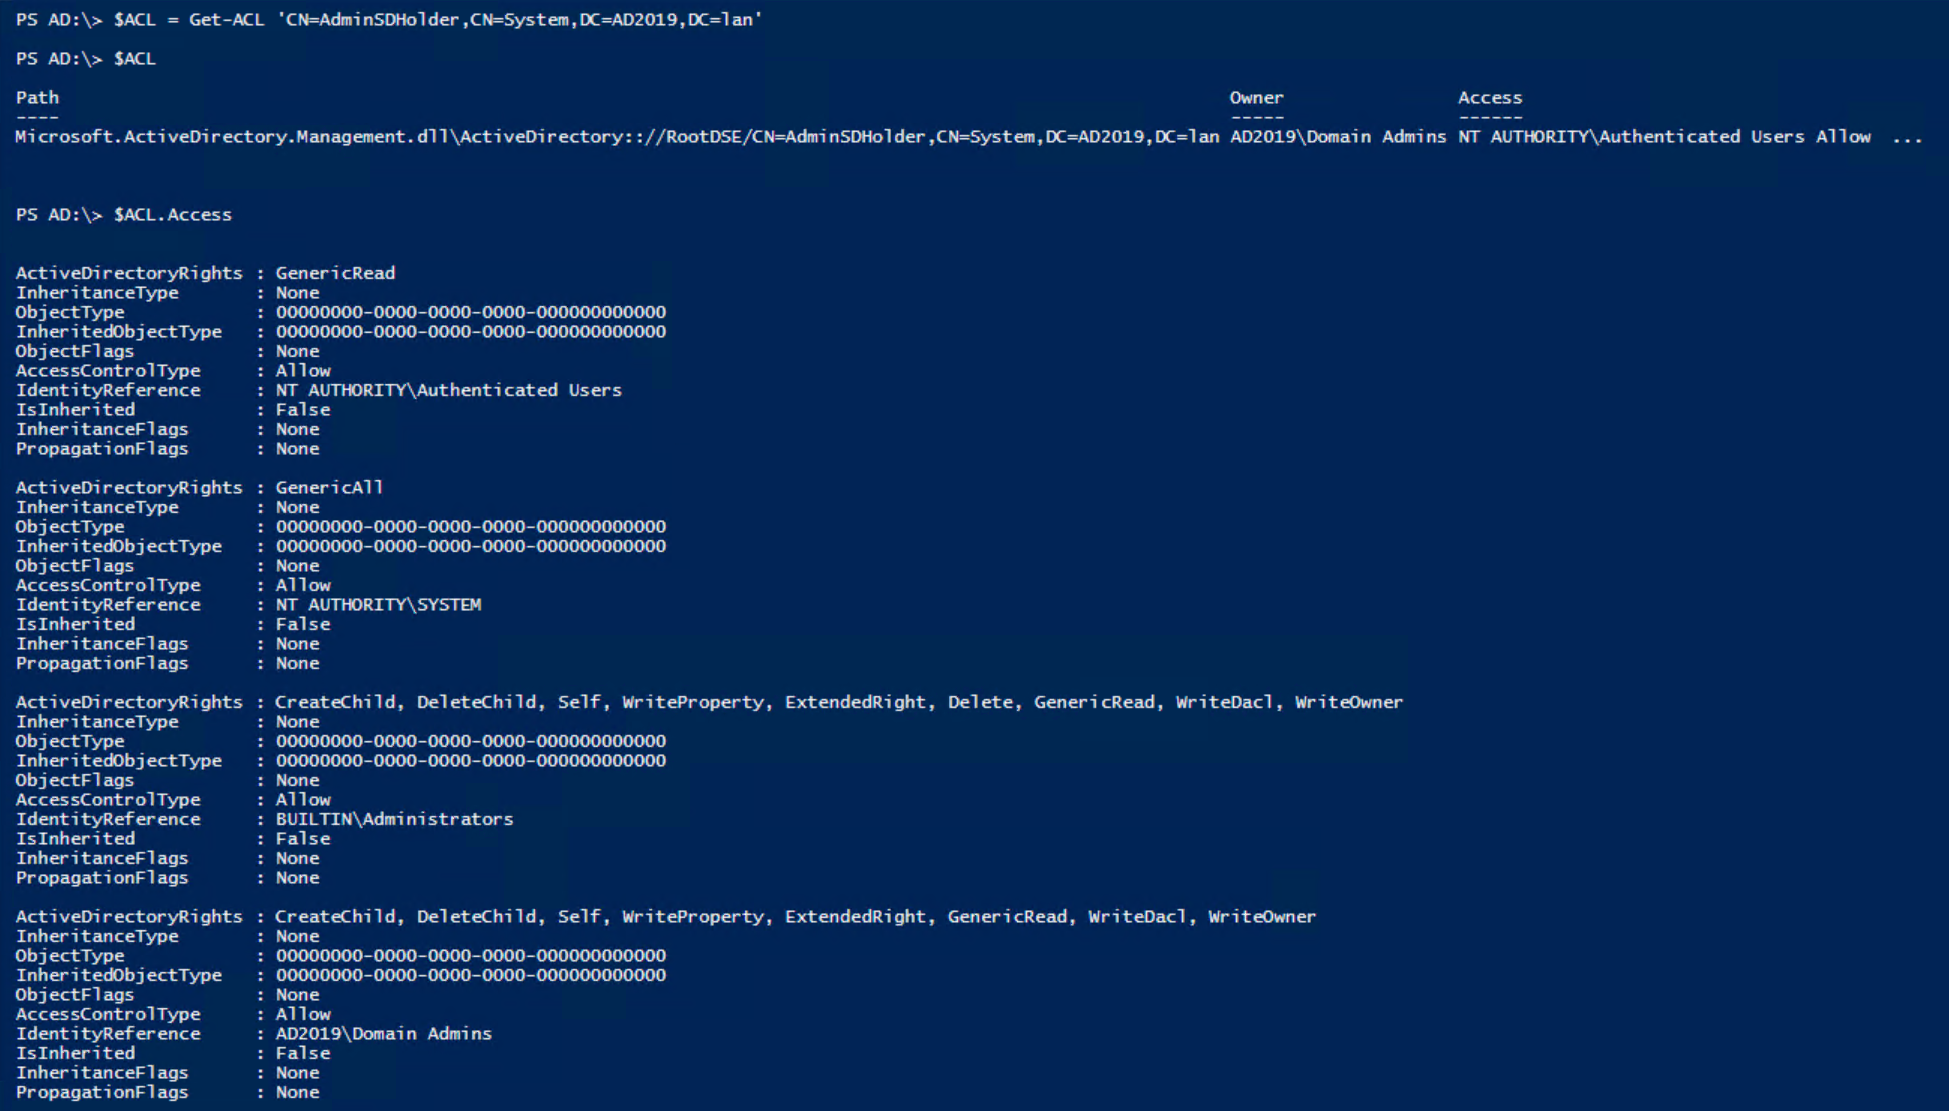 PS AD:\> $ACL = Get-ACL 'CN=AdminSDHolder,CN=System,DC=AD2019,DC=lan'
PS AD:\> $ACL
Path Owner Access
---- ----- ------
Microsoft.ActiveDirectory.Management.dll\ActiveDirectory:://RootDSE/CN=AdminSDHolder,CN=System,DC=AD2019,DC=lan AD2019\Domain Admins NT AUTHORITY\Authenticated Users Allow ...
PS AD:\> $ACL.Access
ActiveDirectoryRights : GenericRead
InheritanceType : None
ObjectType : 00000000-0000-0000-0000-000000000000
InheritedObjectType : 00000000-0000-0000-0000-000000000000
ObjectFlags : None
AccessControlType : Allow
IdentityReference : NT AUTHORITY\Authenticated Users
IsInherited : False
InheritanceFlags : None
PropagationFlags : None
ActiveDirectoryRights : GenericAll
InheritanceType : None
ObjectType : 00000000-0000-0000-0000-000000000000
InheritedObjectType : 00000000-0000-0000-0000-000000000000
ObjectFlags : None
AccessControlType : Allow
IdentityReference : NT AUTHORITY\SYSTEM
IsInherited : False
InheritanceFlags : None
PropagationFlags : None
ActiveDirectoryRights : CreateChild, DeleteChild, Self, WriteProperty, ExtendedRight, Delete, GenericRead, WriteDacl, WriteOwner
InheritanceType : None
ObjectType : 00000000-0000-0000-0000-000000000000
InheritedObjectType : 00000000-0000-0000-0000-000000000000
ObjectFlags : None
AccessControlType : Allow
IdentityReference : BUILTIN\Administrators
IsInherited : False
InheritanceFlags : None
PropagationFlags : None
ActiveDirectoryRights : CreateChild, DeleteChild, Self, WriteProperty, ExtendedRight, GenericRead, WriteDacl, WriteOwner
InheritanceType : None
ObjectType : 00000000-0000-0000-0000-000000000000
InheritedObjectType : 00000000-0000-0000-0000-000000000000
ObjectFlags : None
AccessControlType : Allow
IdentityReference : AD2019\Domain Admins
IsInherited : False
InheritanceFlags : None
PropagationFlags : None